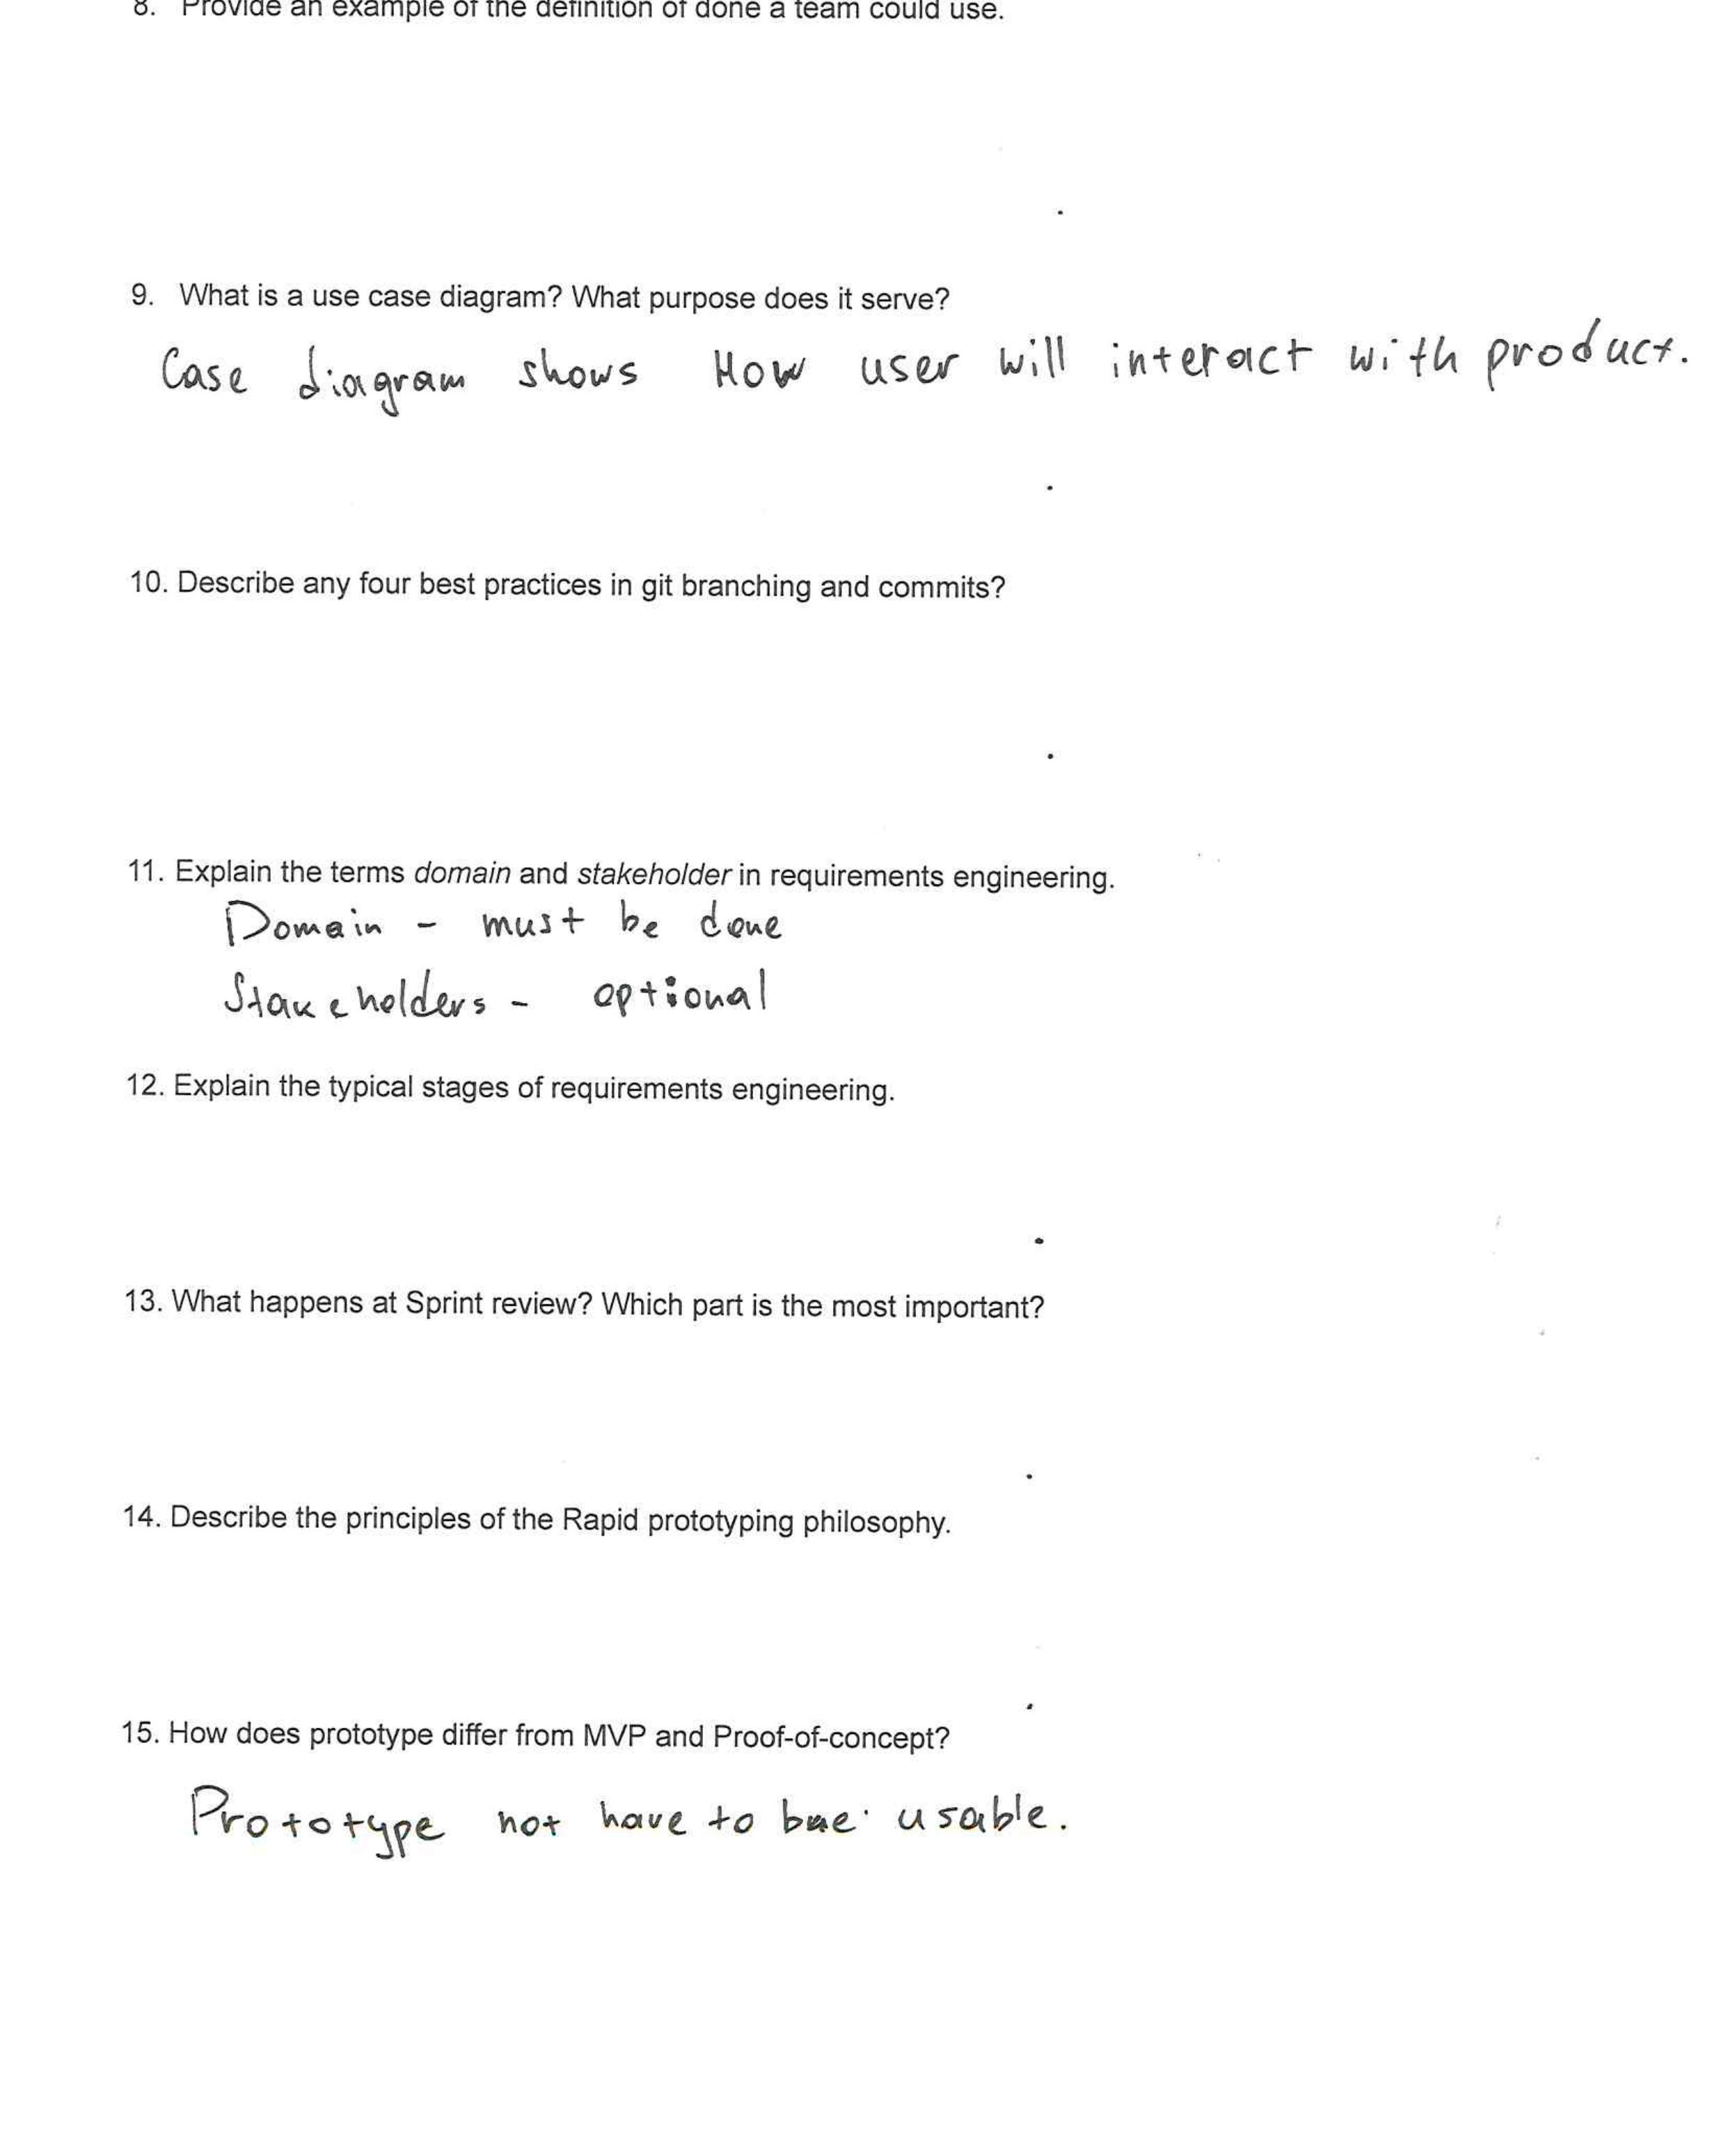 8. Provide an example of the definition of done a team could use.
9. What is a use case diagram? What purpose does it serve?
Case diagram shows How user will interact with product.
10. Describe any four best practices in git branching and commits?
11. Explain the terms domain and stakeholder in requirements engineering.
Domain - must be done
Stakeholders - optional
12. Explain the typical stages of requirements engineering.
13. What happens at Sprint review? Which part is the most important?
14. Describe the principles of the Rapid prototyping philosophy.
15. How does prototype differ from MVP and Proof-of-concept?
Prototype not have to be usable.